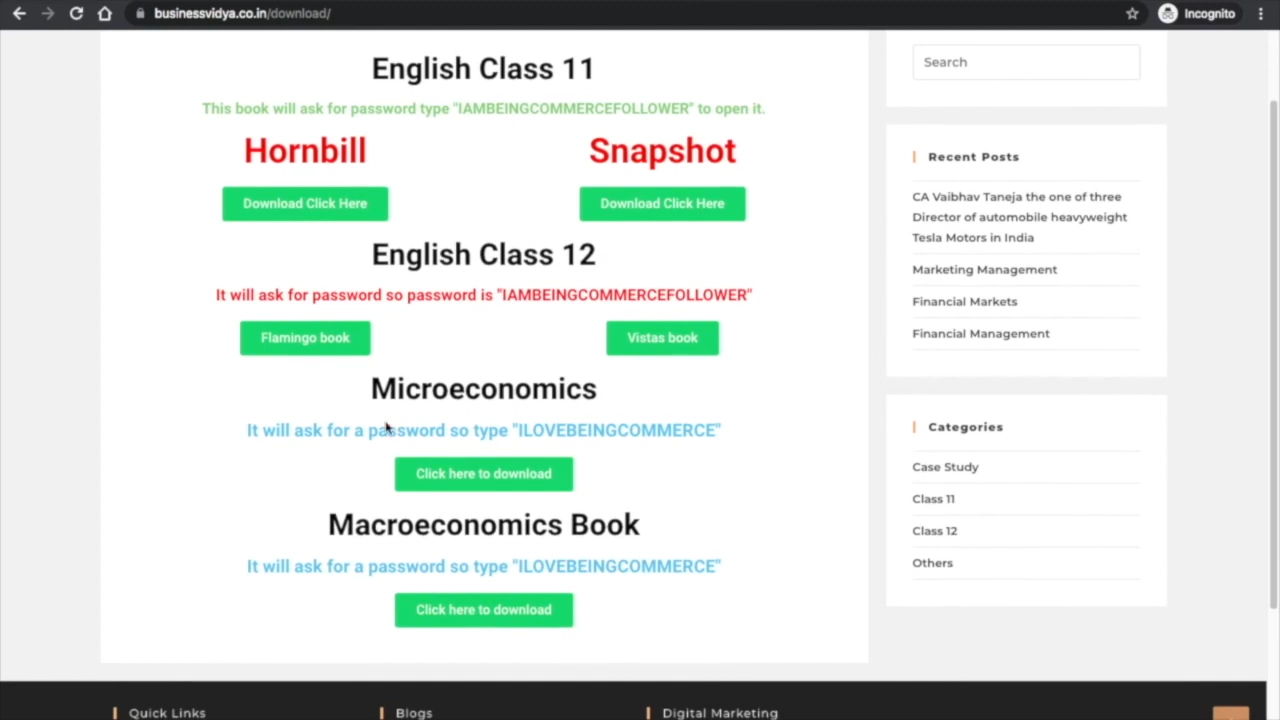 businessvidya.co.in/download/
Incognito
English Class 11
This book will ask for password type "IAMBEINGCOMMERCEFOLLOWER" to open it.
Hornbill
Snapshot
Download Click Here
Download Click Here
English Class 12
It will ask for password so password is "IAMBEINGCOMMERCEFOLLOWER"
Flamingo book
Vistas book
Microeconomics
It will ask for a password so type "ILOVEBEINGCOMMERCE"
Click here to download
Macroeconomics Book
It will ask for a password so type "ILOVEBEINGCOMMERCE"
Click here to download
Search
Recent Posts
CA Vaibhav Taneja the one of three
Director of automobile heavyweight
Tesla Motors in India
Marketing Management
Financial Markets
Financial Management
Categories
Case Study
Class 11
Class 12
Others
Quick Links
Blogs
Digital Marketing